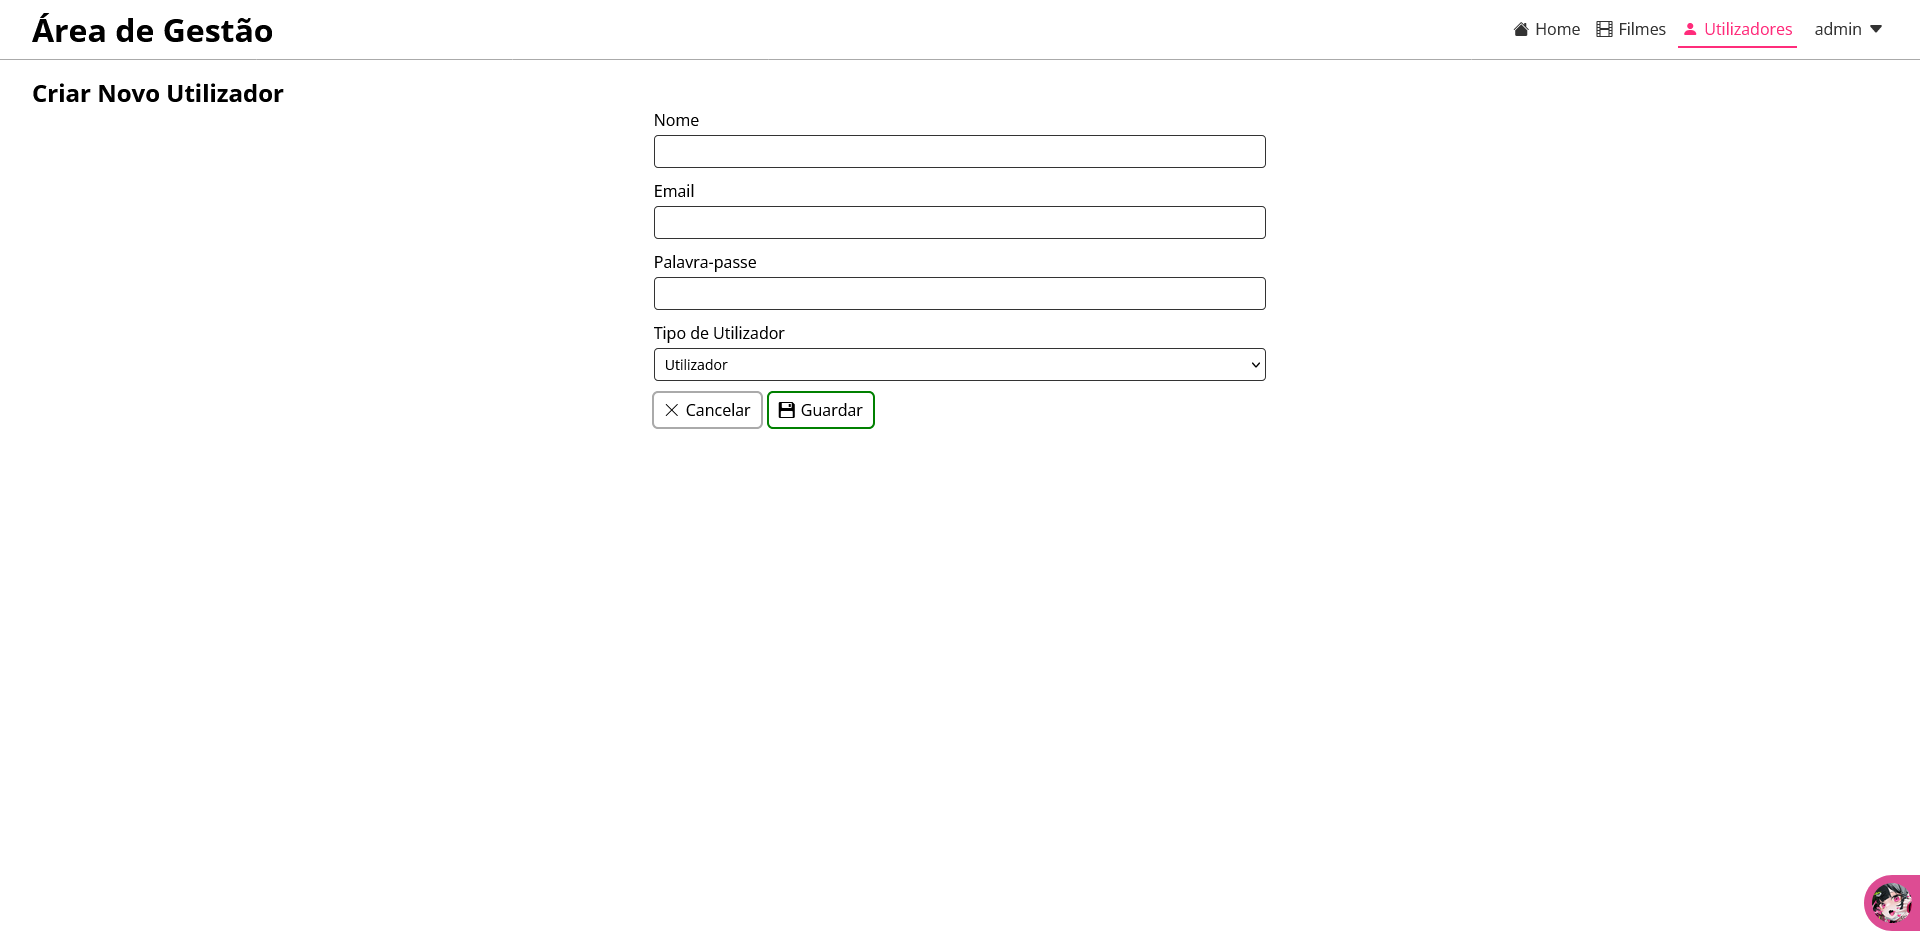 Área de Gestão
Home Filmes Utilizadores admin
Criar Novo Utilizador
Nome
Email
Palavra-passe
Tipo de Utilizador
Utilizador
Cancelar Guardar